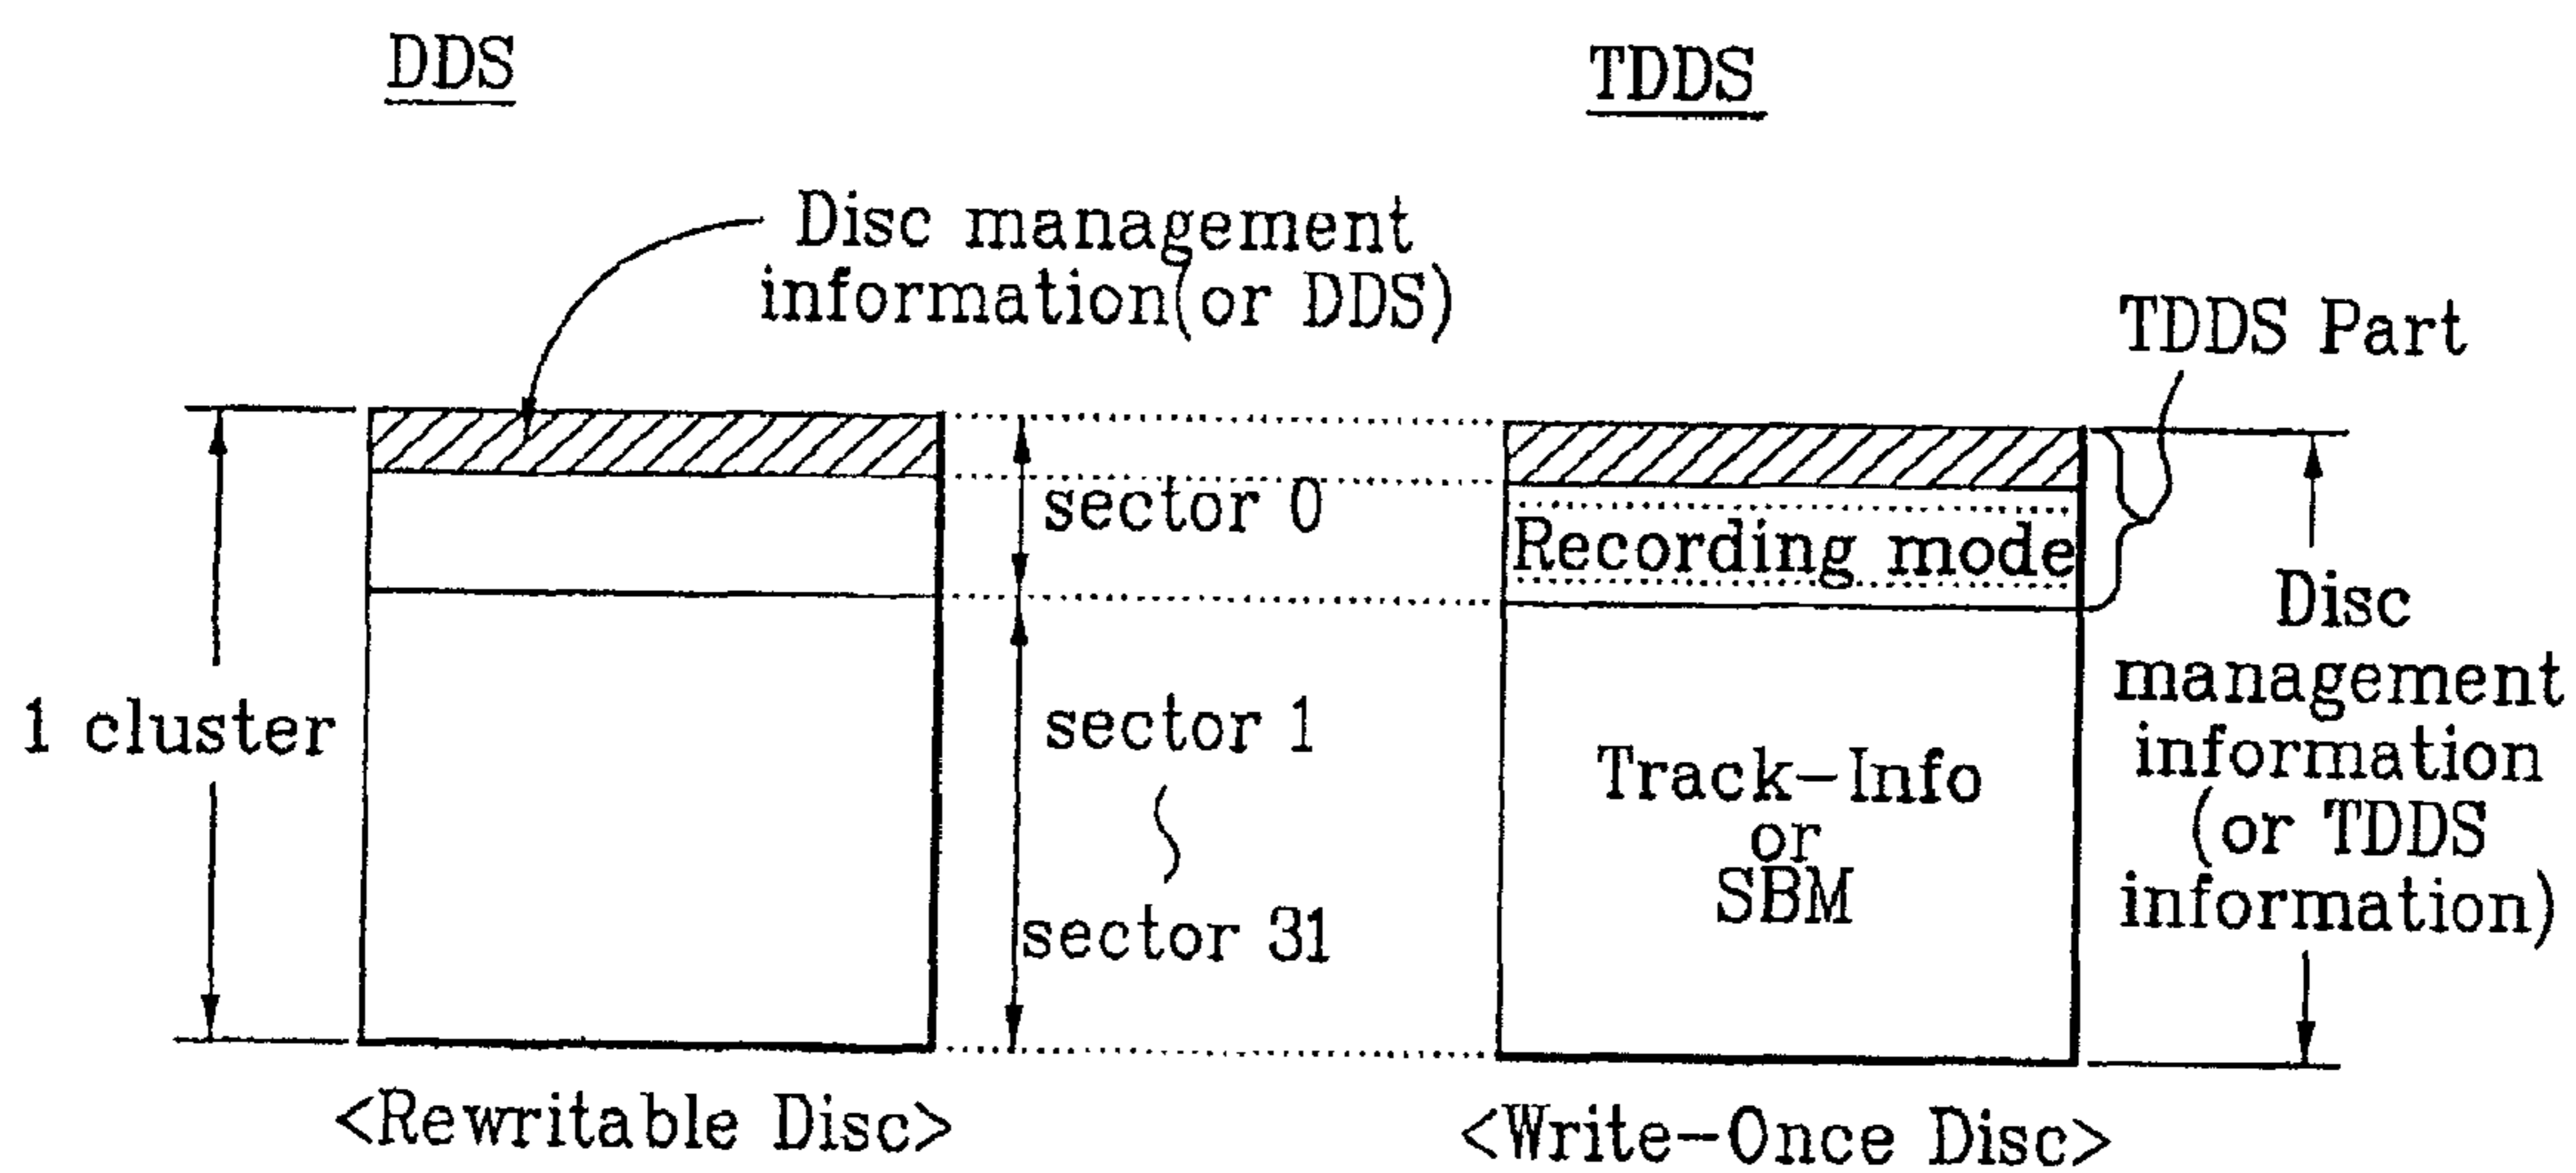 DDS
TDDS
Disc management
information(or DDS)
TDDS Part
sector 0
Recording mode
1 cluster
sector 1
sector 31
Track-Info
or
SBM
Disc
management
information
(or TDDS
information)
<Rewritable Disc>
<Write-Once Disc>